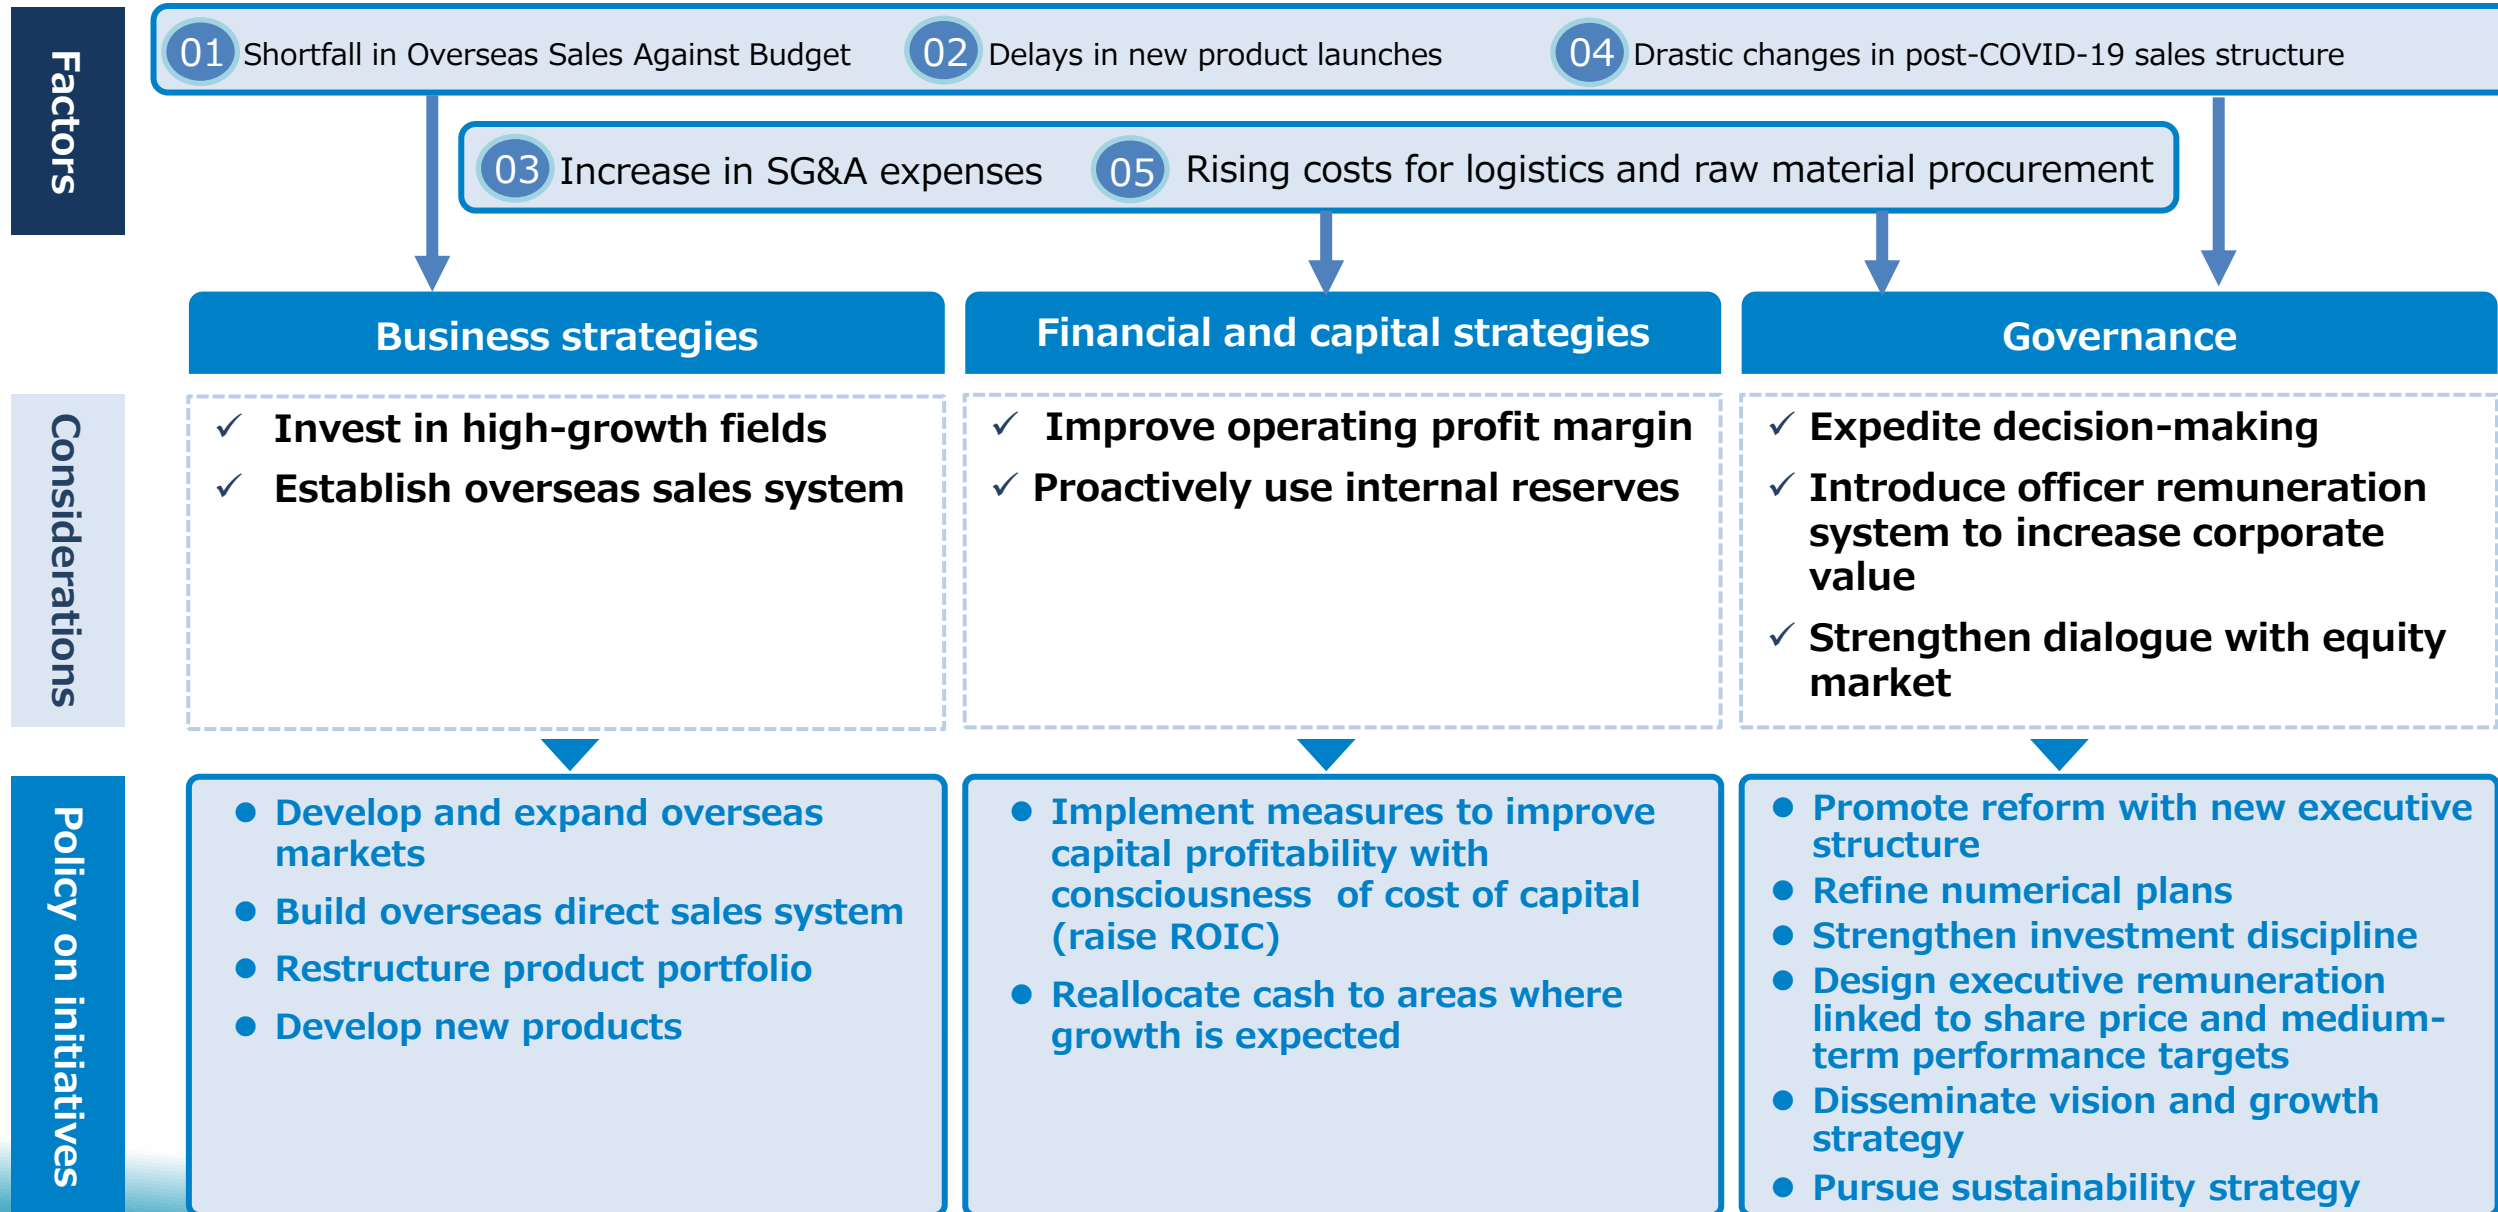 Factors
01 Shortfall in Overseas Sales Against Budget
02 Delays in new product launches
04 Drastic changes in post-COVID-19 sales structure
03 Increase in SG&A expenses
05 Rising costs for logistics and raw material procurement
Business strategies
Financial and capital strategies
Governance
Considerations
✓ Invest in high-growth fields
✓ Establish overseas sales system
✓ Improve operating profit margin
✓ Proactively use internal reserves
✓ Expedite decision-making
✓ Introduce officer remuneration
system to increase corporate
value
✓ Strengthen dialogue with equity
market
Policy on initiatives
● Develop and expand overseas
markets
● Build overseas direct sales system
● Restructure product portfolio
● Develop new products
● Implement measures to improve
capital profitability with
consciousness of cost of capital
(raise ROIC)
● Reallocate cash to areas where
growth is expected
● Promote reform with new executive
structure
● Refine numerical plans
● Strengthen investment discipline
● Design executive remuneration
linked to share price and medium-
term performance targets
● Disseminate vision and growth
strategy
● Pursue sustainability strategy